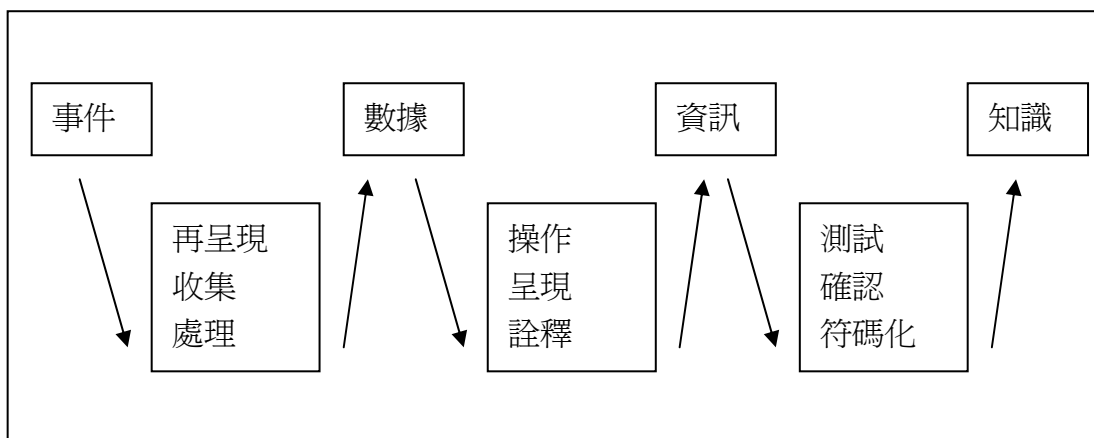 事件
數據
資訊
知識
再呈現
收集
處理
操作
呈現
詮釋
測試
確認
符碼化